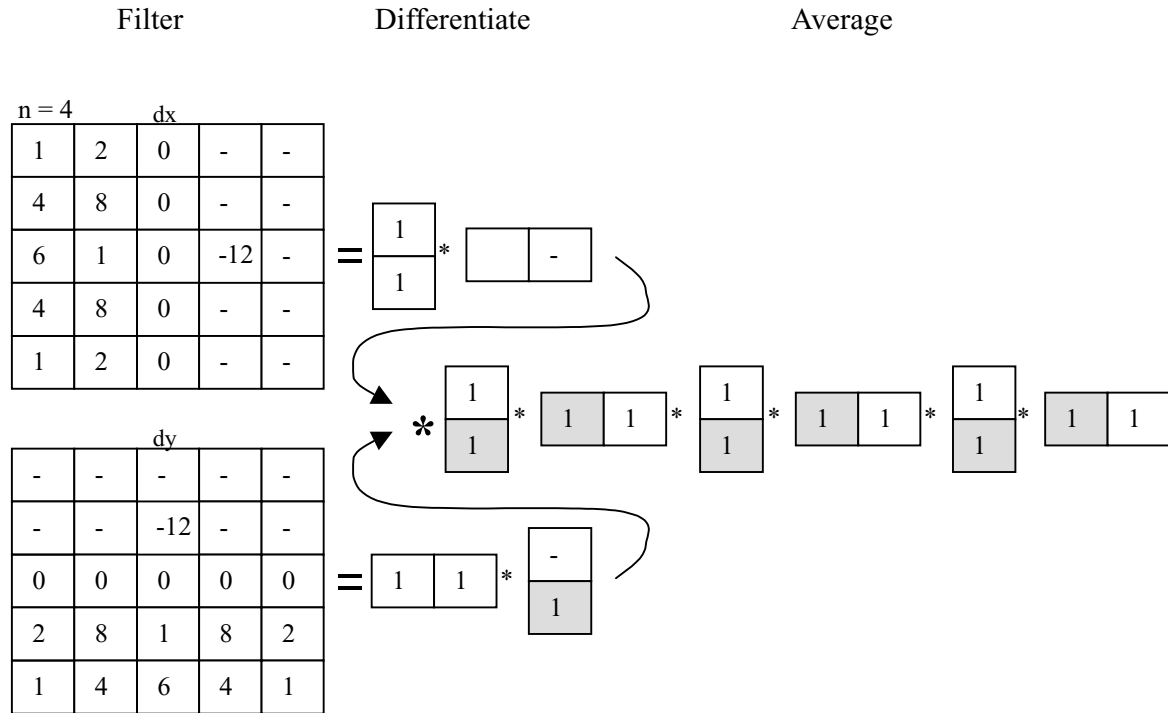 Filter Differentiate Average
n = 4 dx
1 2 0 - -
4 8 0 - -
6 1 0 -12 -
4 8 0 - -
1 2 0 - -
=
1
1
*
-
dy
- - - - -
- - -12 - -
0 0 0 0 0
2 8 1 8 2
1 4 6 4 1
=
1 1
*
-
1
*
1
1
*
1 1
*
1
1
*
1 1
*
1
1
*
1 1